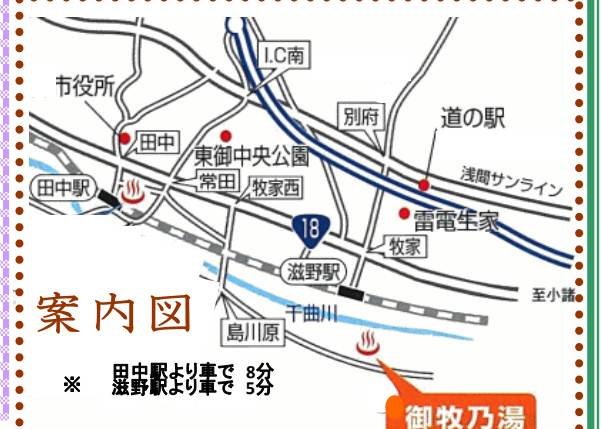 I.C南
市役所
別府
道の駅
田中
東御中央公園
浅間サンライン
常田
牧家西
田中駅
雷電生家
18
牧家
滋野駅
至小諸
千曲川
案内図
島川原
※ 田中駅より車で 8分
滋野駅より車で 5分
御牧乃湯